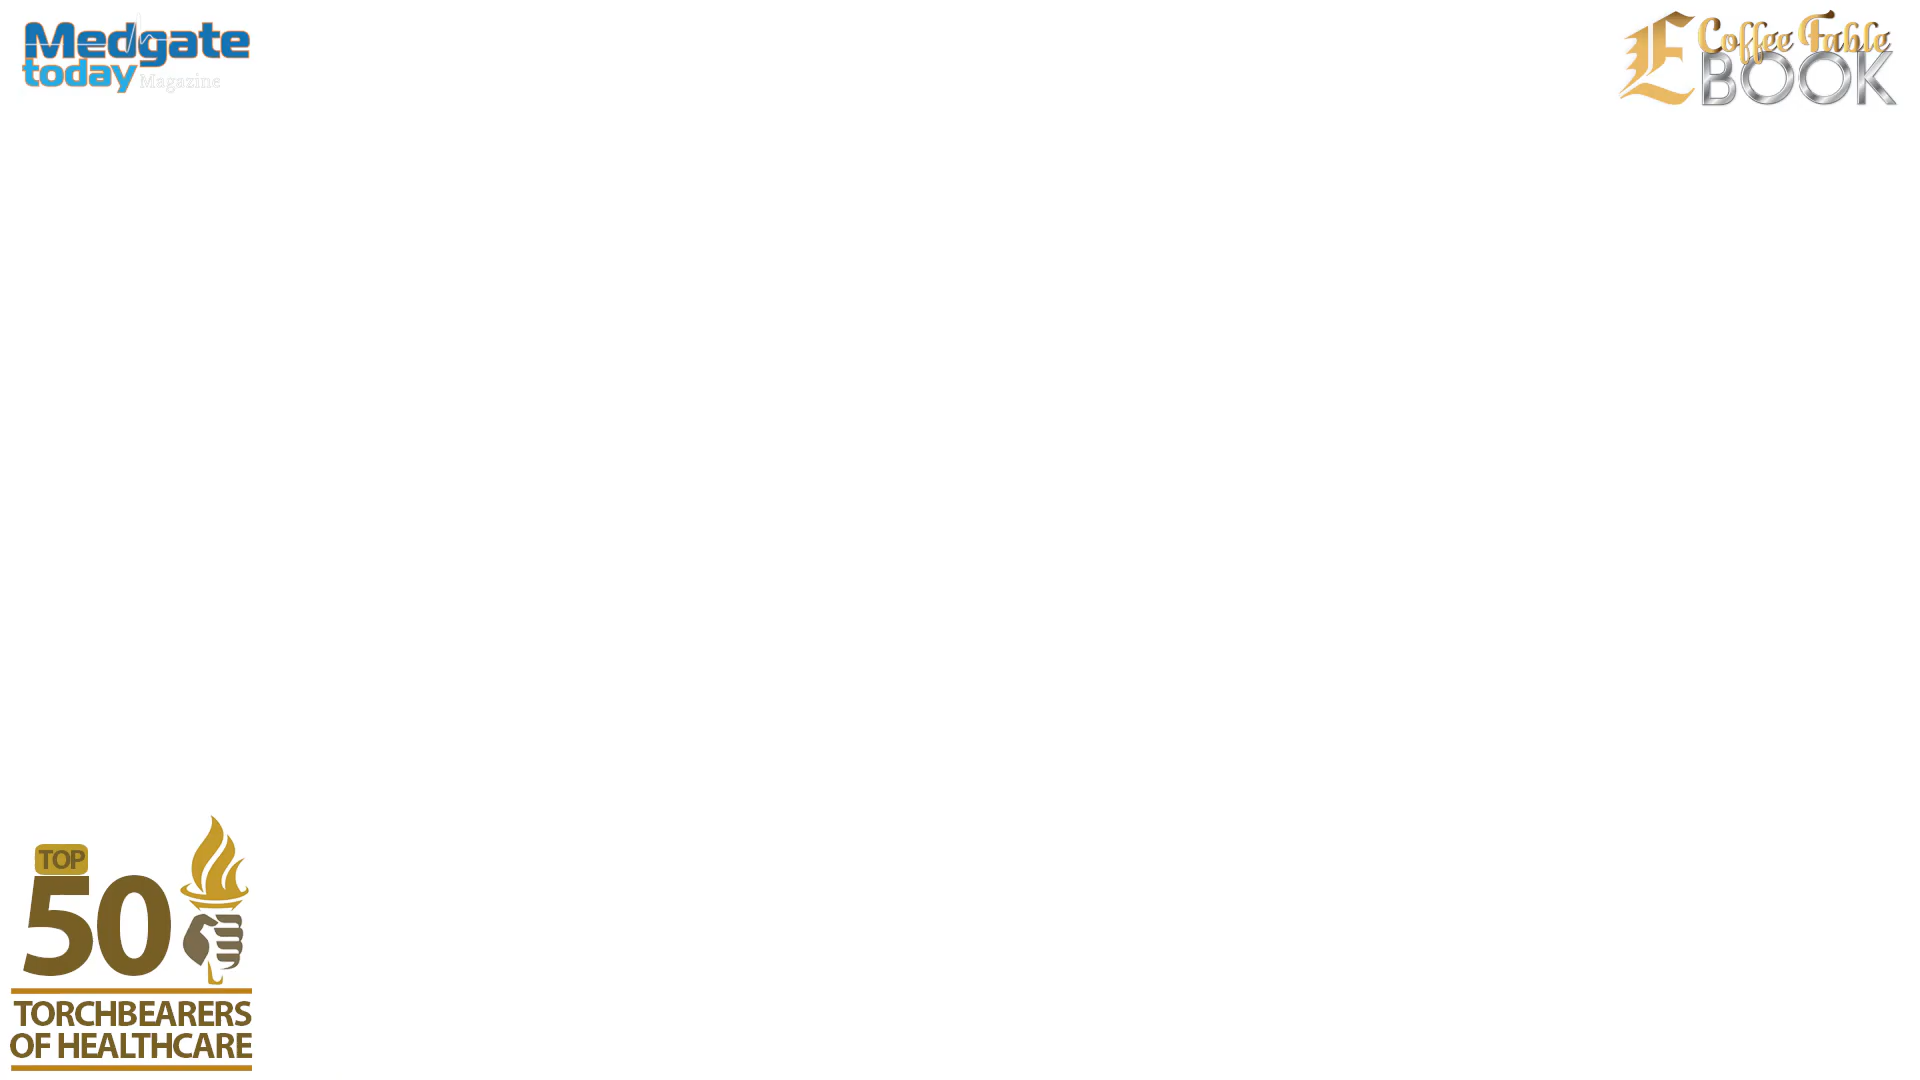 Medgate
today Magazine
E Coffee Table
BOOK
TOP
50
TORCHBEARERS
OF HEALTHCARE